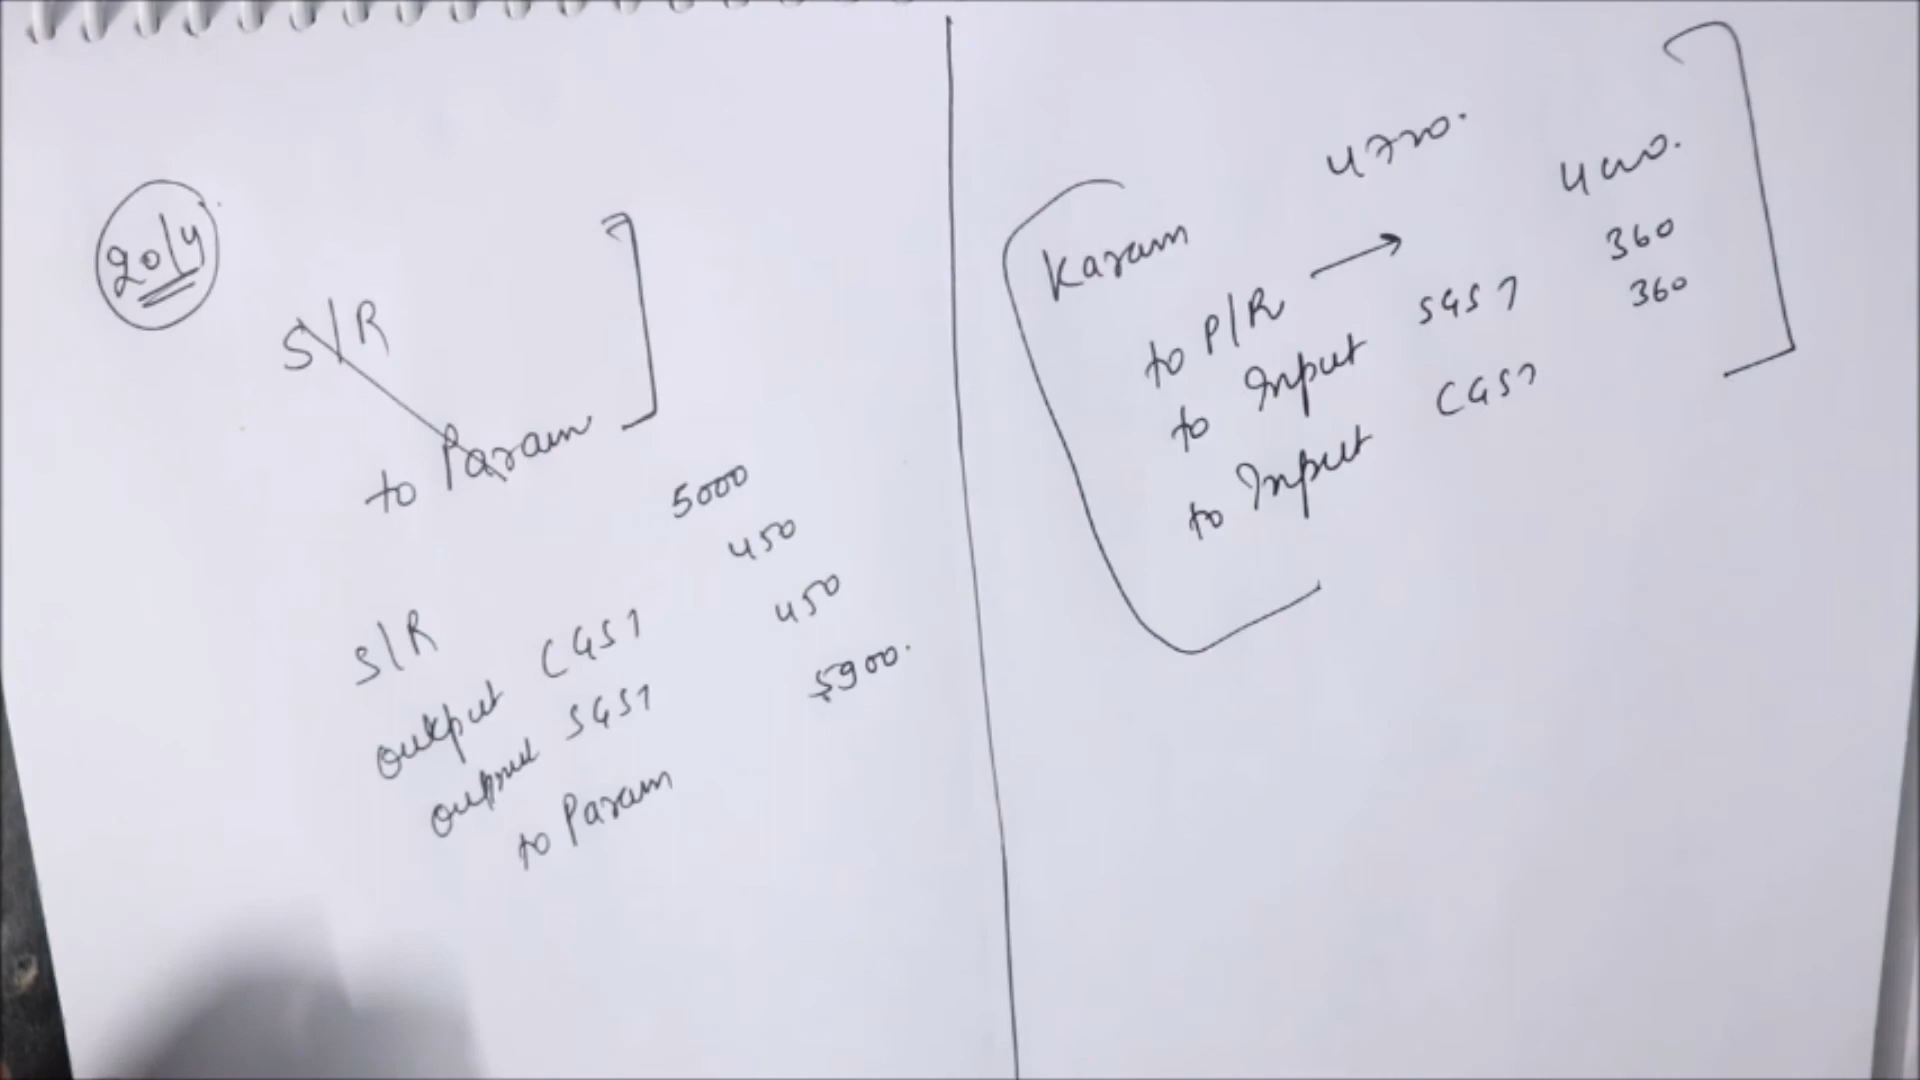 20/4
S/R
to Param
S/R 5000
output CGST 450
output SGST 450
to Param 5900.
Karam 4720.
to P/R → 4000.
to Input SGST 360
to Input CGST 360